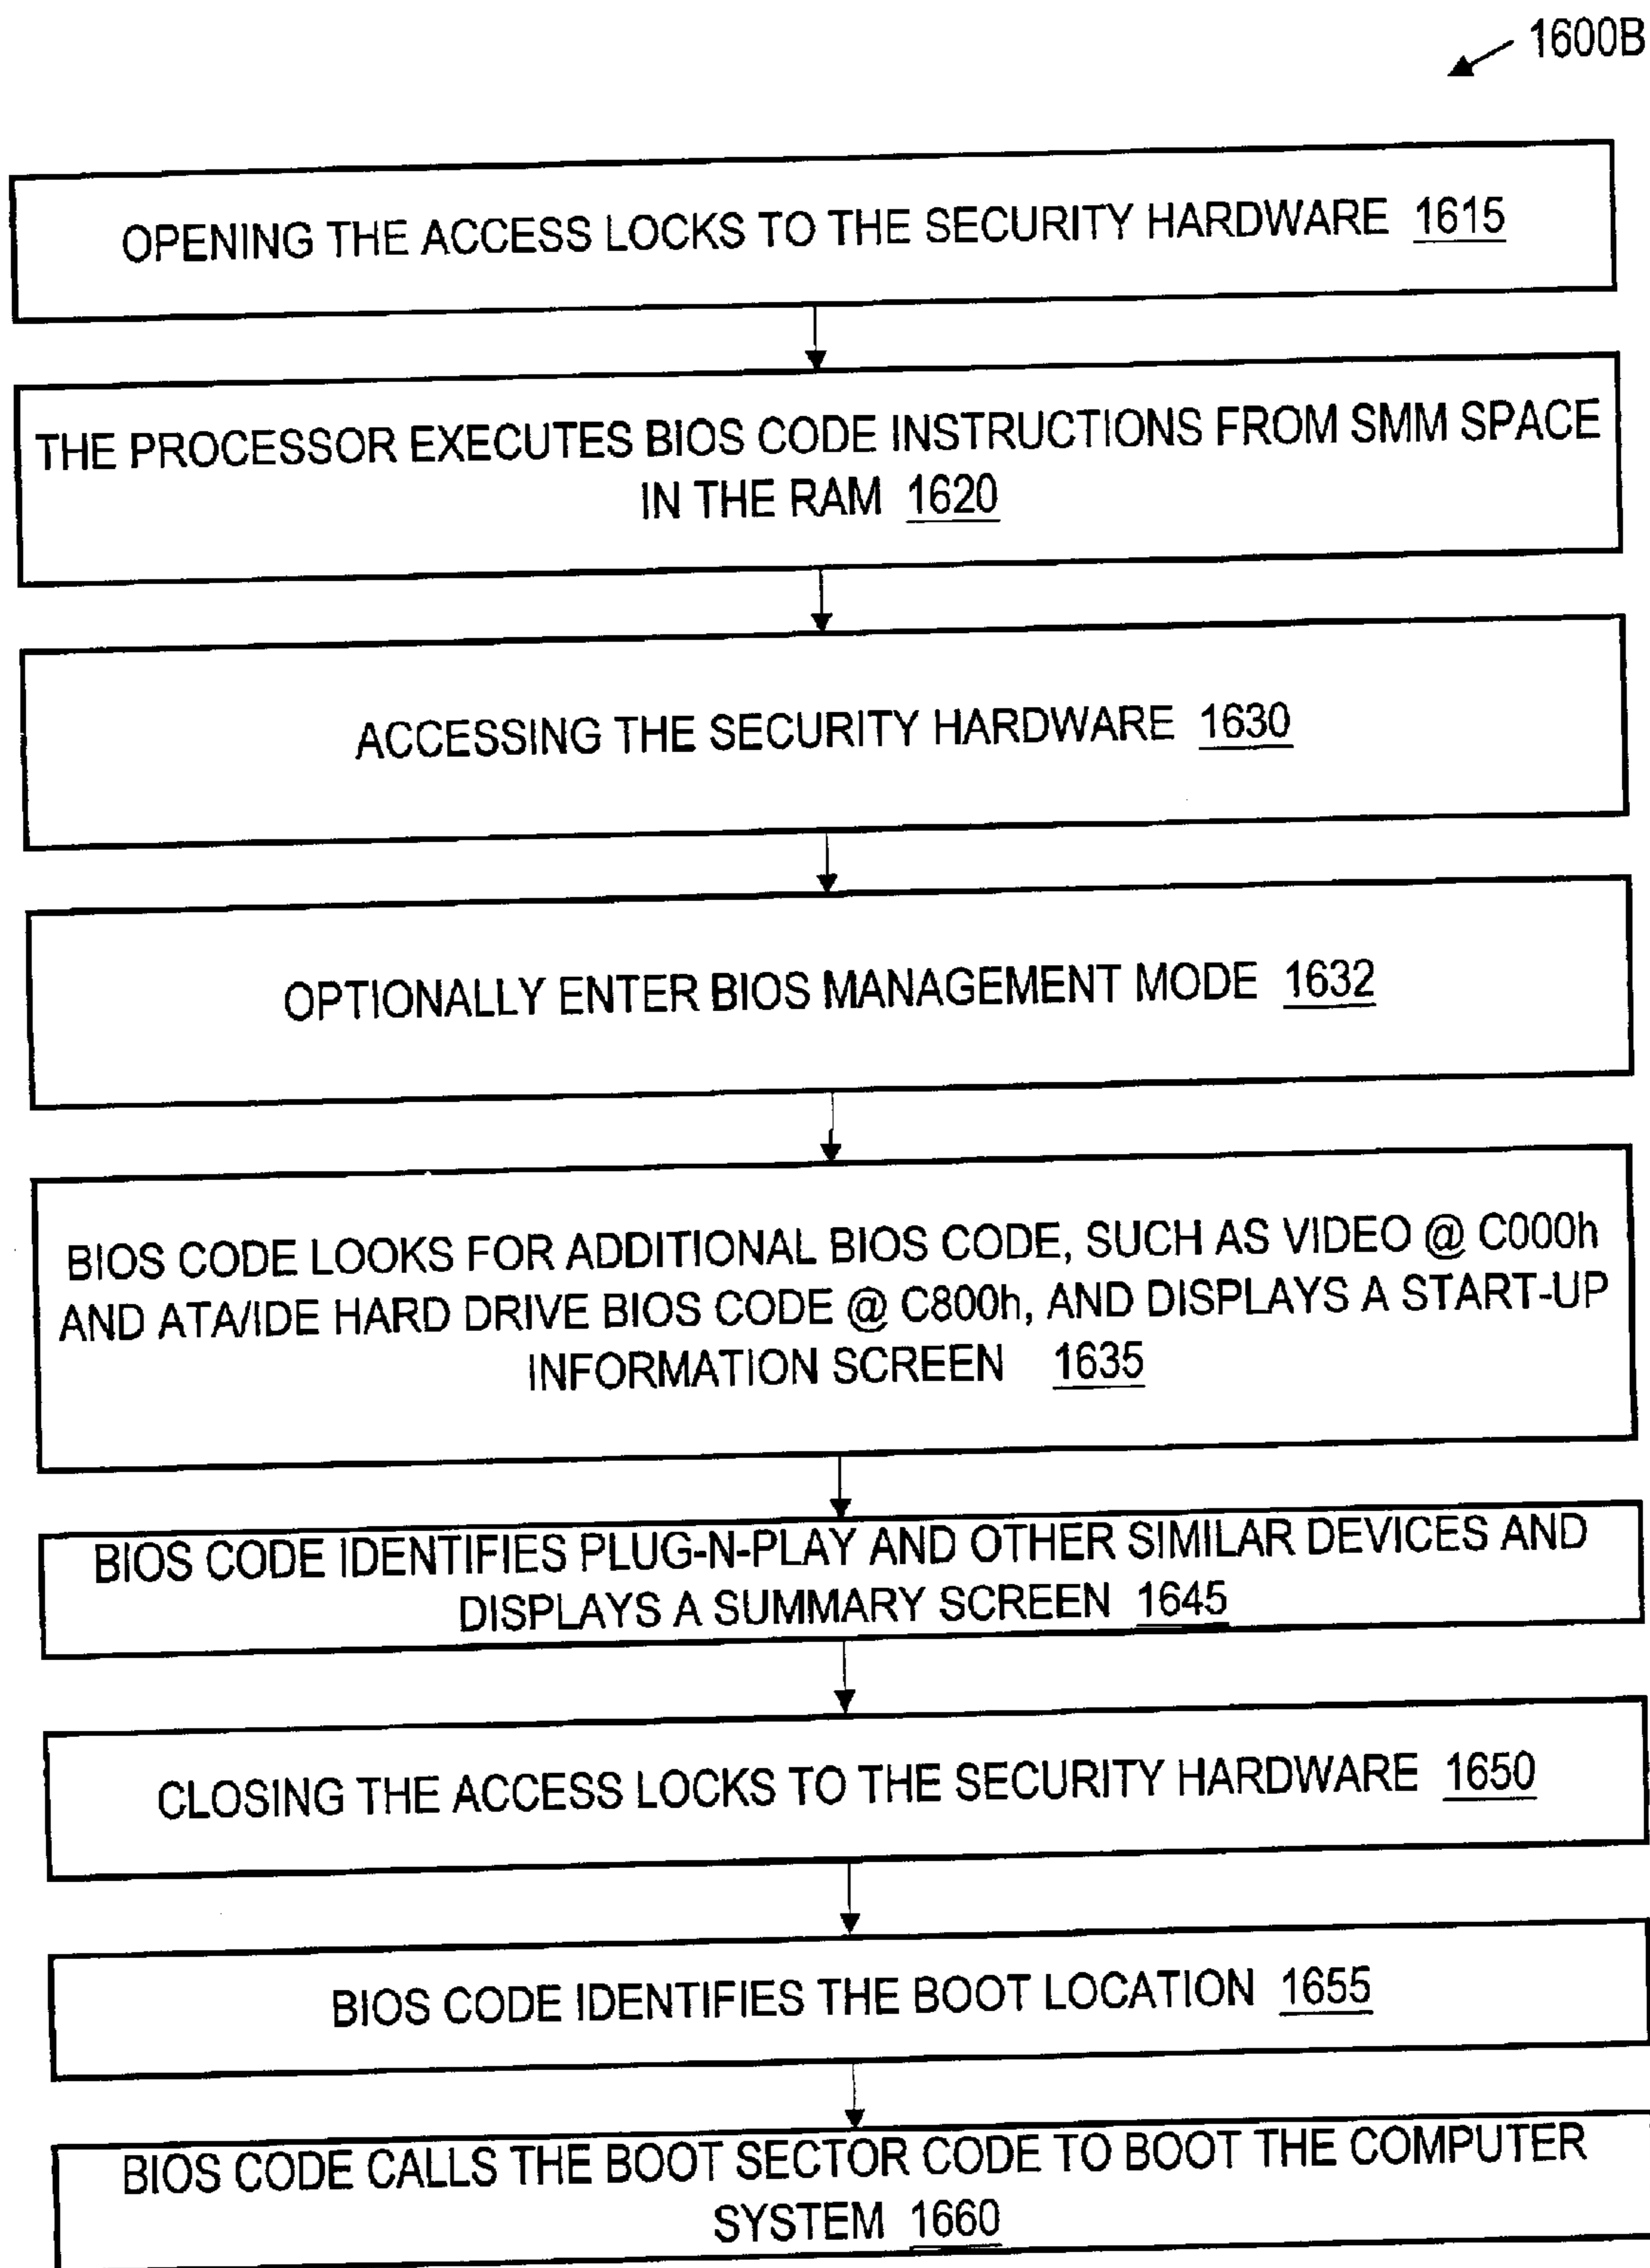 1600B
OPENING THE ACCESS LOCKS TO THE SECURITY HARDWARE 1615
THE PROCESSOR EXECUTES BIOS CODE INSTRUCTIONS FROM SMM SPACE
IN THE RAM 1620
ACCESSING THE SECURITY HARDWARE 1630
OPTIONALLY ENTER BIOS MANAGEMENT MODE 1632
BIOS CODE LOOKS FOR ADDITIONAL BIOS CODE, SUCH AS VIDEO @ C000h
AND ATA/IDE HARD DRIVE BIOS CODE @ C800h, AND DISPLAYS A START-UP
INFORMATION SCREEN 1635
BIOS CODE IDENTIFIES PLUG-N-PLAY AND OTHER SIMILAR DEVICES AND
DISPLAYS A SUMMARY SCREEN 1645
CLOSING THE ACCESS LOCKS TO THE SECURITY HARDWARE 1650
BIOS CODE IDENTIFIES THE BOOT LOCATION 1655
BIOS CODE CALLS THE BOOT SECTOR CODE TO BOOT THE COMPUTER
SYSTEM 1660